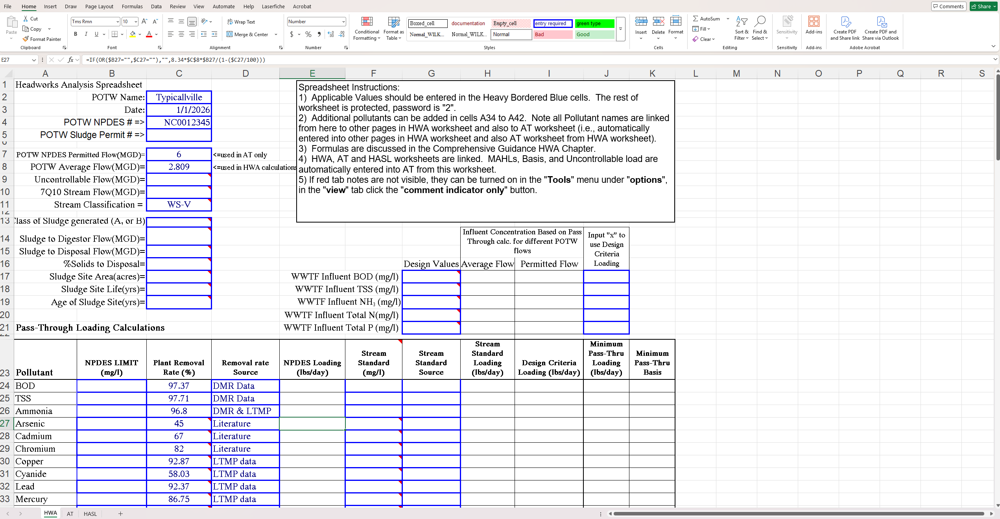 File Home Insert Draw Page Layout Formulas Data Review View Automate Help Laserfiche Acrobat Comments Share
Paste Cut Copy Format Painter Clipboard
Tms Rmn 10 A A B I U A Font
ab Wrap Text Merge & Center Alignment
Number $ % , Number
Conditional Formatting Format as Table
Boxed_cell documentation Empty_cell entry required green type
Normal_WILK... Normal_WILK... Normal Bad Good
Styles
Insert Delete Format Cells
AutoSum Fill Clear Sort & Filter Find & Select Editing
Sensitivity Sensitivity
Add-ins Add-ins
Create PDF and Share link Create PDF and Share via Outlook Adobe Acrobat
E27 fx =IF(OR($B27="",$C27=""),"",8.34*$C$8*$B27/(1-($C27/100)))
A B C D E F G H I J K L M N O P Q R S
1 Headworks Analysis Spreadsheet
2 POTW Name: Typicallville
3 Date: 1/1/2026
4 POTW NPDES # => NC0012345
5 POTW Sludge Permit # =>
6
7 POTW NPDES Permitted Flow(MGD)= 6 <=used in AT only
8 POTW Average Flow(MGD)= 2.809 <=used in HWA calculations
9 Uncontrollable Flow(MGD)=
10 7Q10 Stream Flow(MGD)=
11 Stream Classification = WS-V
12
13 Class of Sludge generated (A, or B)
14 Sludge to Digestor Flow(MGD)=
15 Sludge to Disposal Flow(MGD)=
16 %Solids to Disposal=
17 Sludge Site Area(acres)=
18 Sludge Site Life(yrs)=
19 Age of Sludge Site(yrs)=
20
21 Pass-Through Loading Calculations
22
Spreadsheet Instructions:
1) Applicable Values should be entered in the Heavy Bordered Blue cells. The rest of
worksheet is protected, password is "2".
2) Additional pollutants can be added in cells A34 to A42. Note all Pollutant names are linked
from here to other pages in HWA worksheet and also to AT worksheet (i.e., automatically
entered into other pages in HWA worksheet and also AT worksheet from HWA worksheet).
3) Formulas are discussed in the Comprehensive Guidance HWA Chapter.
4) HWA, AT and HASL worksheets are linked. MAHLs, Basis, and Uncontrollable load are
automatically entered into AT from this worksheet.
5) If red tab notes are not visible, they can be turned on in the "Tools" menu under "options",
in the "view" tab click the "comment indicator only" button.
Influent Concentration Based on Pass
Through calc. for different POTW
flows
Input "x" to
use Design
Criteria
Loading
Design Values Average Flow Permitted Flow
WWTF Influent BOD (mg/l)
WWTF Influent TSS (mg/l)
WWTF Influent NH₃ (mg/l)
WWTF Influent Total N(mg/l)
WWTF Influent Total P (mg/l)
23 Pollutant
NPDES LIMIT
(mg/l)
Plant Removal
Rate (%)
Removal rate
Source
NPDES Loading
(lbs/day)
Stream
Standard
(mg/l)
Stream
Standard
Source
Stream
Standard
Loading
(lbs/day)
Design Criteria
Loading (lbs/day)
Minimum
Pass-Thru
Loading
(lbs/day)
Minimum
Pass-Thru
Basis
24 BOD 97.37 DMR Data
25 TSS 97.71 DMR Data
26 Ammonia 96.8 DMR & LTMP
27 Arsenic 45 Literature
28 Cadmium 67 Literature
29 Chromium 82 Literature
30 Copper 92.87 LTMP data
31 Cyanide 58.03 LTMP data
32 Lead 92.37 LTMP data
33 Mercury 86.75 LTMP data
HWA AT HASL +